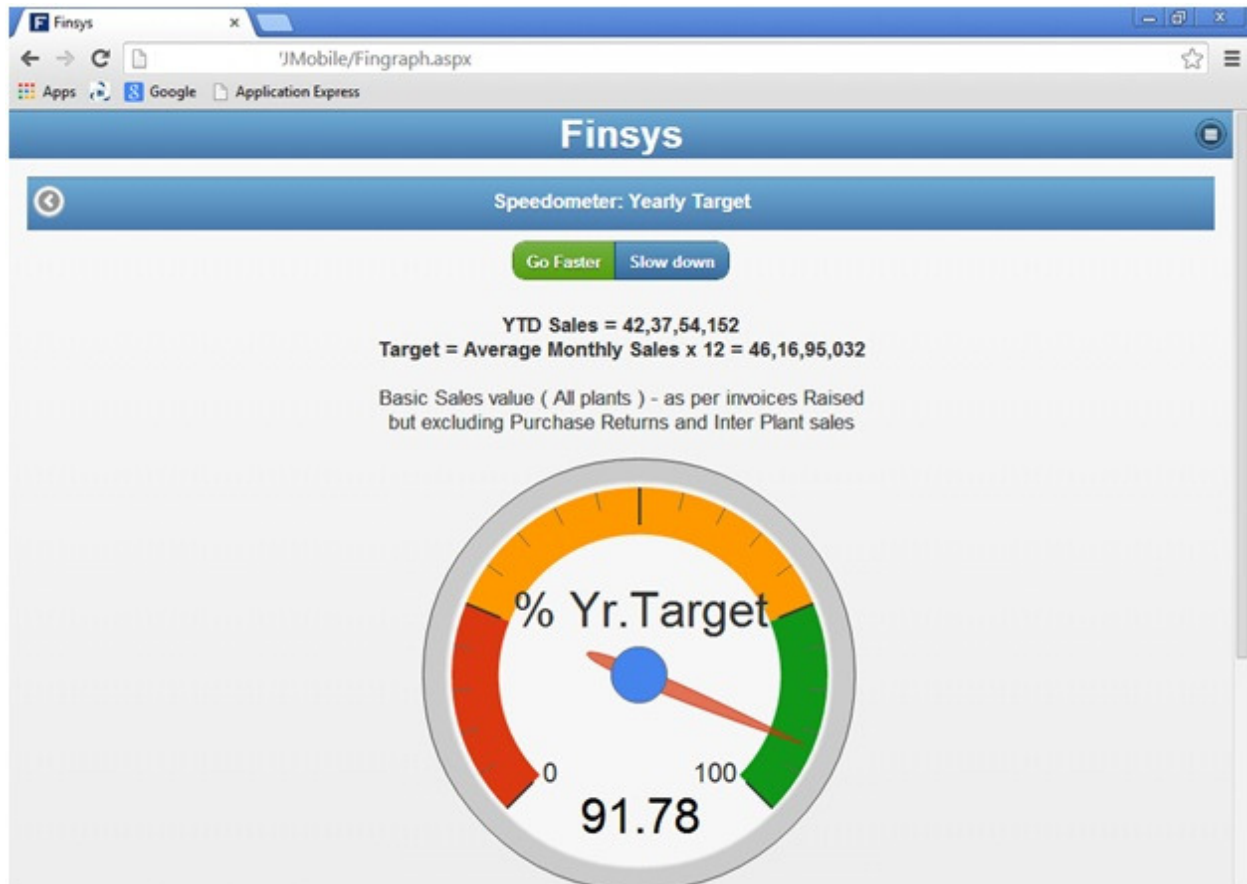 Finsys
JMobile/Fingraph.aspx
Apps Google Application Express
Finsys
Speedometer: Yearly Target
Go Faster Slow down
YTD Sales = 42,37,54,152
Target = Average Monthly Sales x 12 = 46,16,95,032
Basic Sales value ( All plants ) - as per invoices Raised
but excluding Purchase Returns and Inter Plant sales
% Yr.Target
0 100
91.78